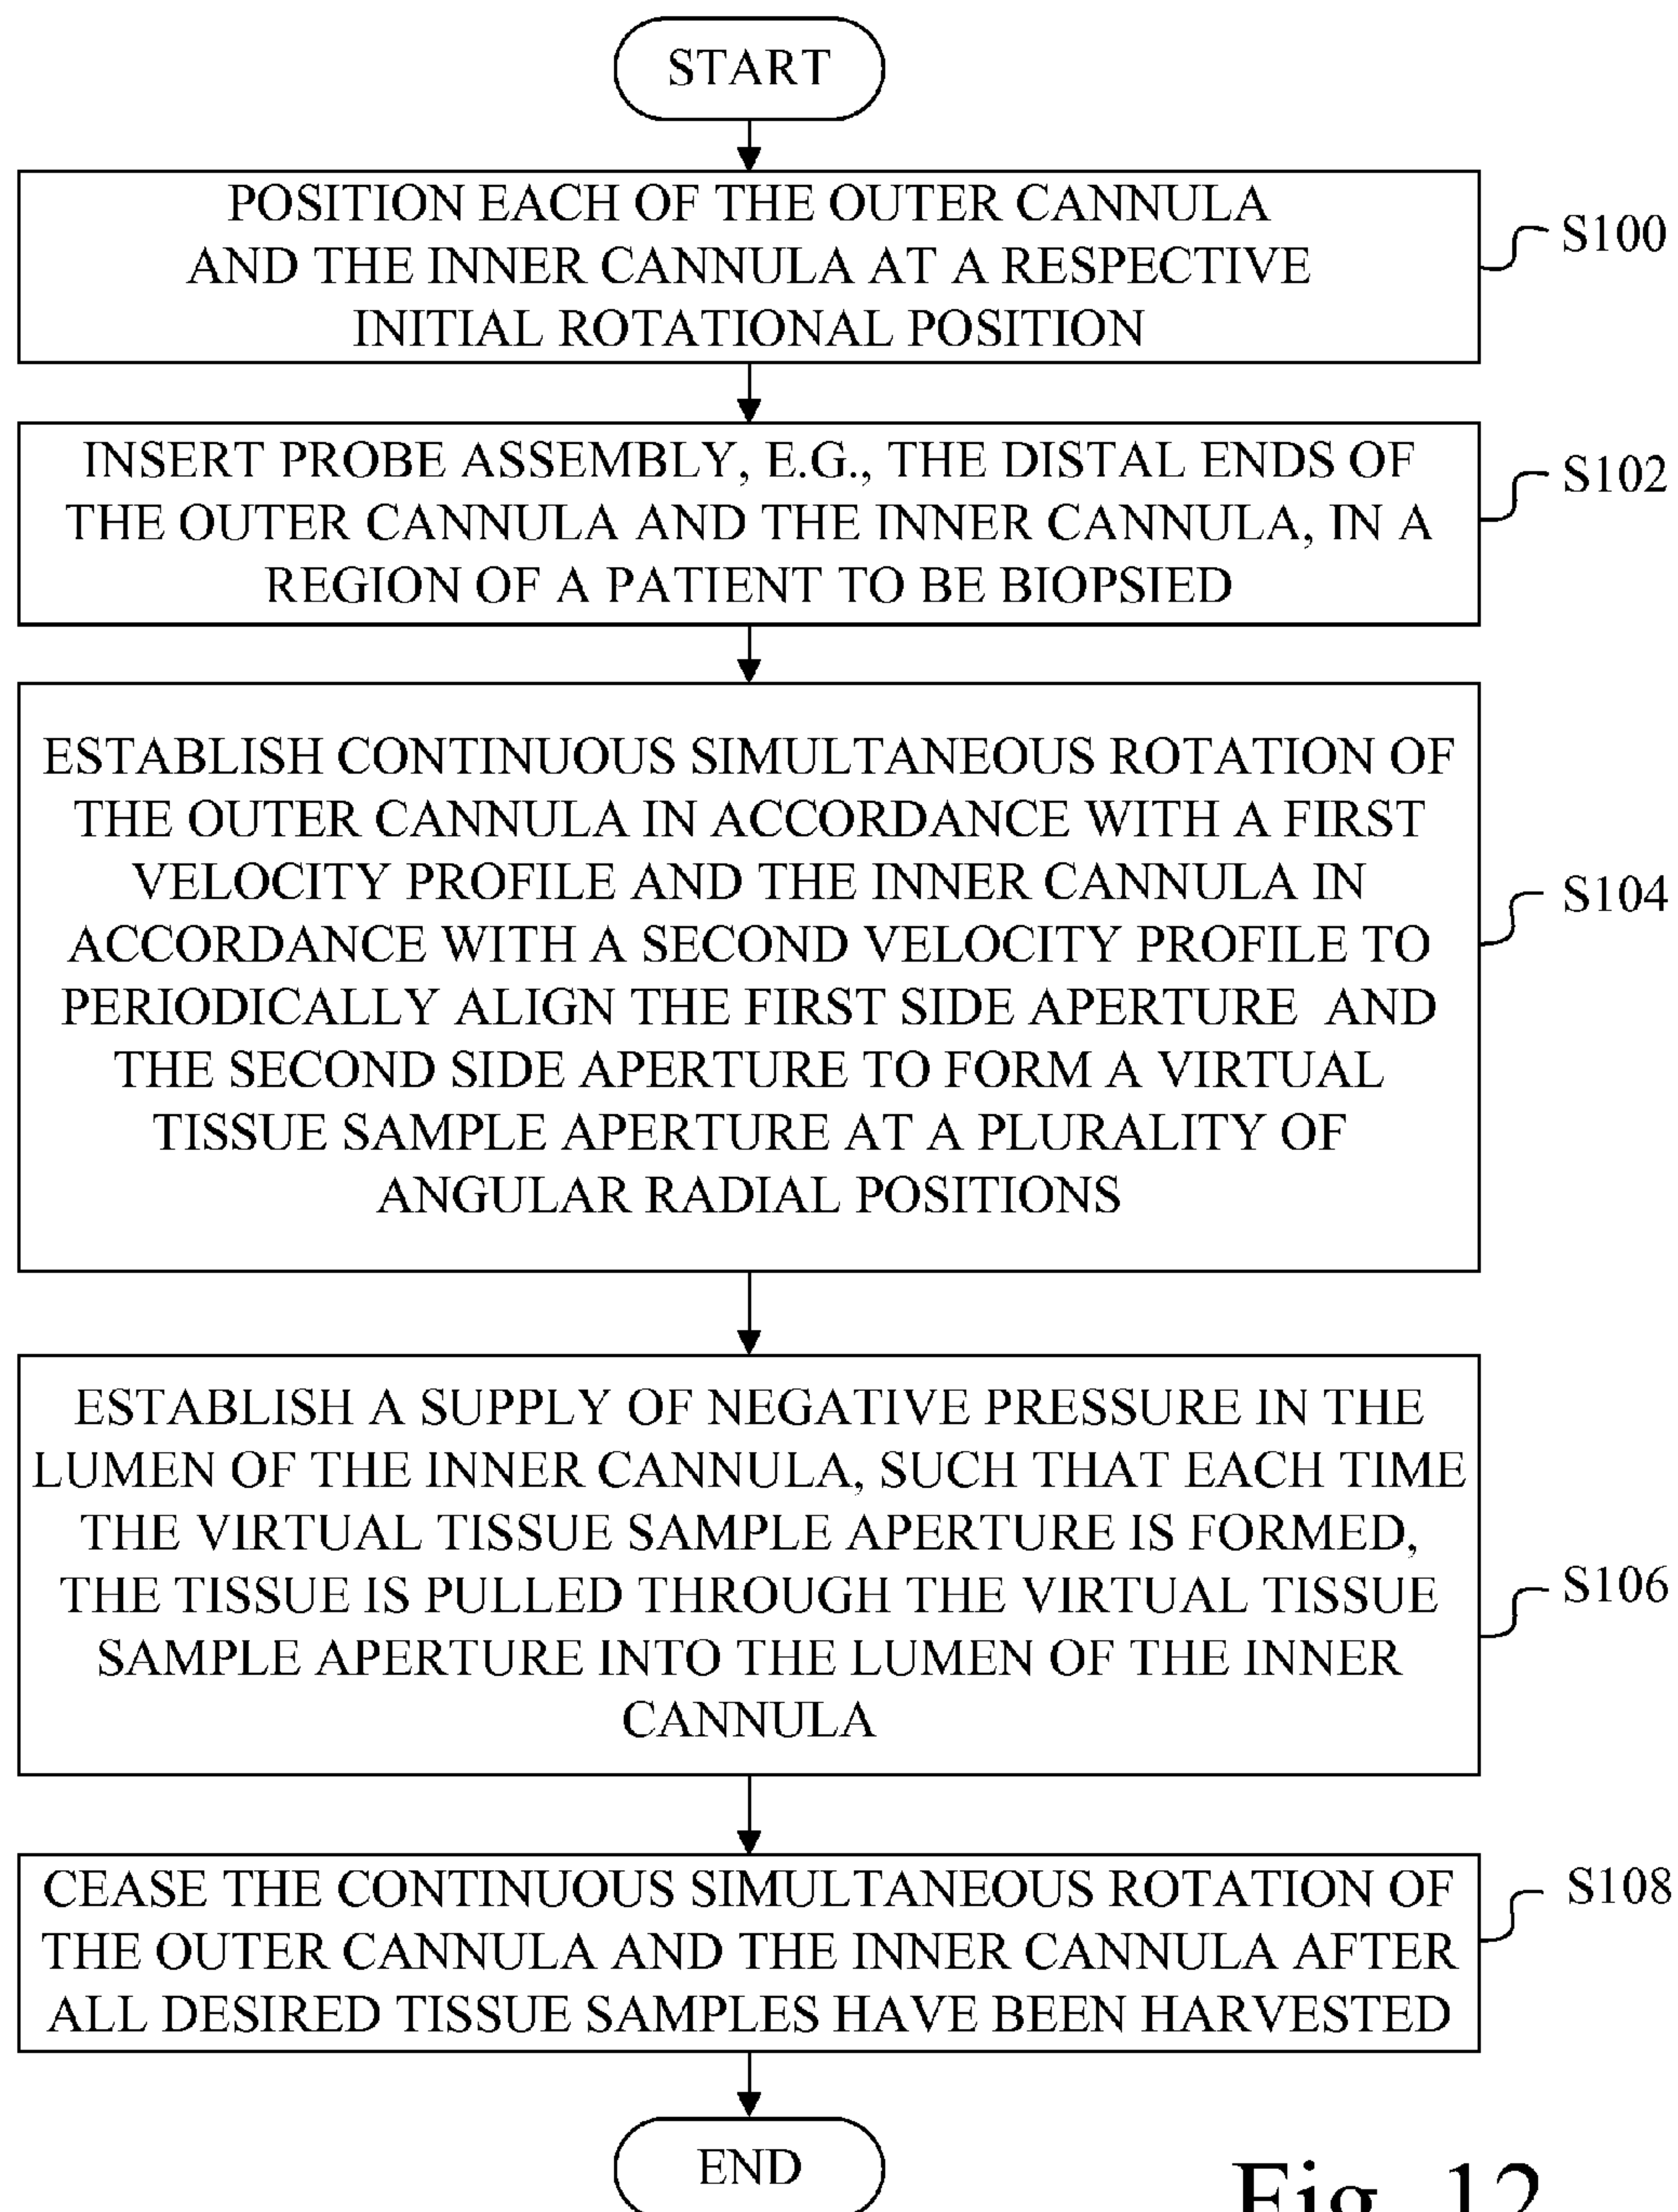 START
POSITION EACH OF THE OUTER CANNULA
AND THE INNER CANNULA AT A RESPECTIVE
INITIAL ROTATIONAL POSITION
S100
INSERT PROBE ASSEMBLY, E.G., THE DISTAL ENDS OF
THE OUTER CANNULA AND THE INNER CANNULA, IN A
REGION OF A PATIENT TO BE BIOPSIED
S102
ESTABLISH CONTINUOUS SIMULTANEOUS ROTATION OF
THE OUTER CANNULA IN ACCORDANCE WITH A FIRST
VELOCITY PROFILE AND THE INNER CANNULA IN
ACCORDANCE WITH A SECOND VELOCITY PROFILE TO
PERIODICALLY ALIGN THE FIRST SIDE APERTURE AND
THE SECOND SIDE APERTURE TO FORM A VIRTUAL
TISSUE SAMPLE APERTURE AT A PLURALITY OF
ANGULAR RADIAL POSITIONS
S104
ESTABLISH A SUPPLY OF NEGATIVE PRESSURE IN THE
LUMEN OF THE INNER CANNULA, SUCH THAT EACH TIME
THE VIRTUAL TISSUE SAMPLE APERTURE IS FORMED,
THE TISSUE IS PULLED THROUGH THE VIRTUAL TISSUE
SAMPLE APERTURE INTO THE LUMEN OF THE INNER
CANNULA
S106
CEASE THE CONTINUOUS SIMULTANEOUS ROTATION OF
THE OUTER CANNULA AND THE INNER CANNULA AFTER
ALL DESIRED TISSUE SAMPLES HAVE BEEN HARVESTED
S108
END
Fig. 12